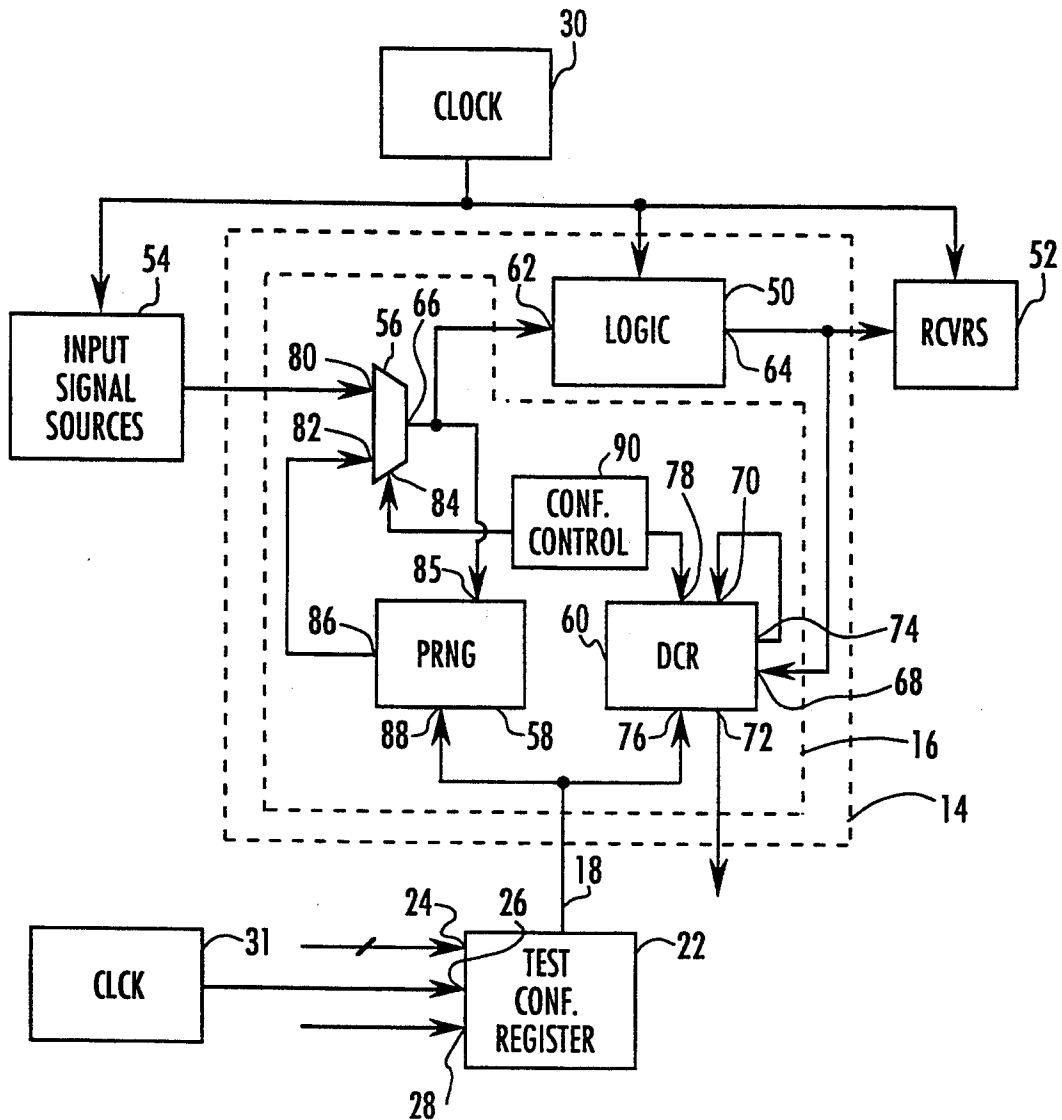 30
CLOCK
54
INPUT
SIGNAL
SOURCES
62
50
LOGIC
64
52
RCVRS
56
66
80
82
84
90
CONF.
CONTROL
78
70
85
86
PRNG
88
58
60
DCR
74
68
76
72
16
14
18
24
26
31
CLCK
22
TEST
CONF.
REGISTER
28